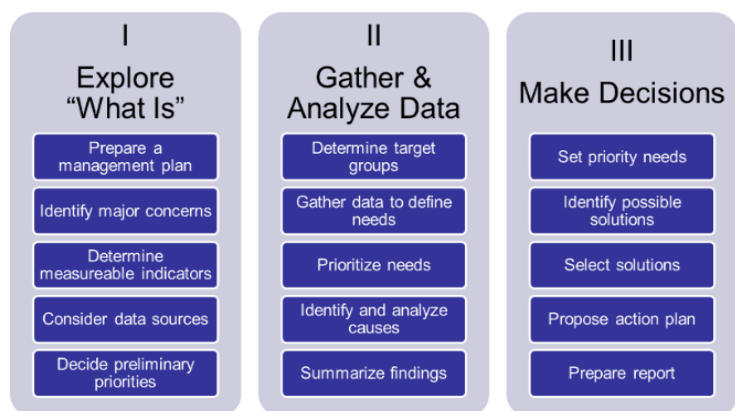 I
Explore
“What Is”
Prepare a
management plan
Identify major concerns
Determine
measureable indicators
Consider data sources
Decide preliminary
priorities
II
Gather &
Analyze Data
Determine target
groups
Gather data to define
needs
Prioritize needs
Identify and analyze
causes
Summarize findings
III
Make Decisions
Set priority needs
Identify possible
solutions
Select solutions
Propose action plan
Prepare report